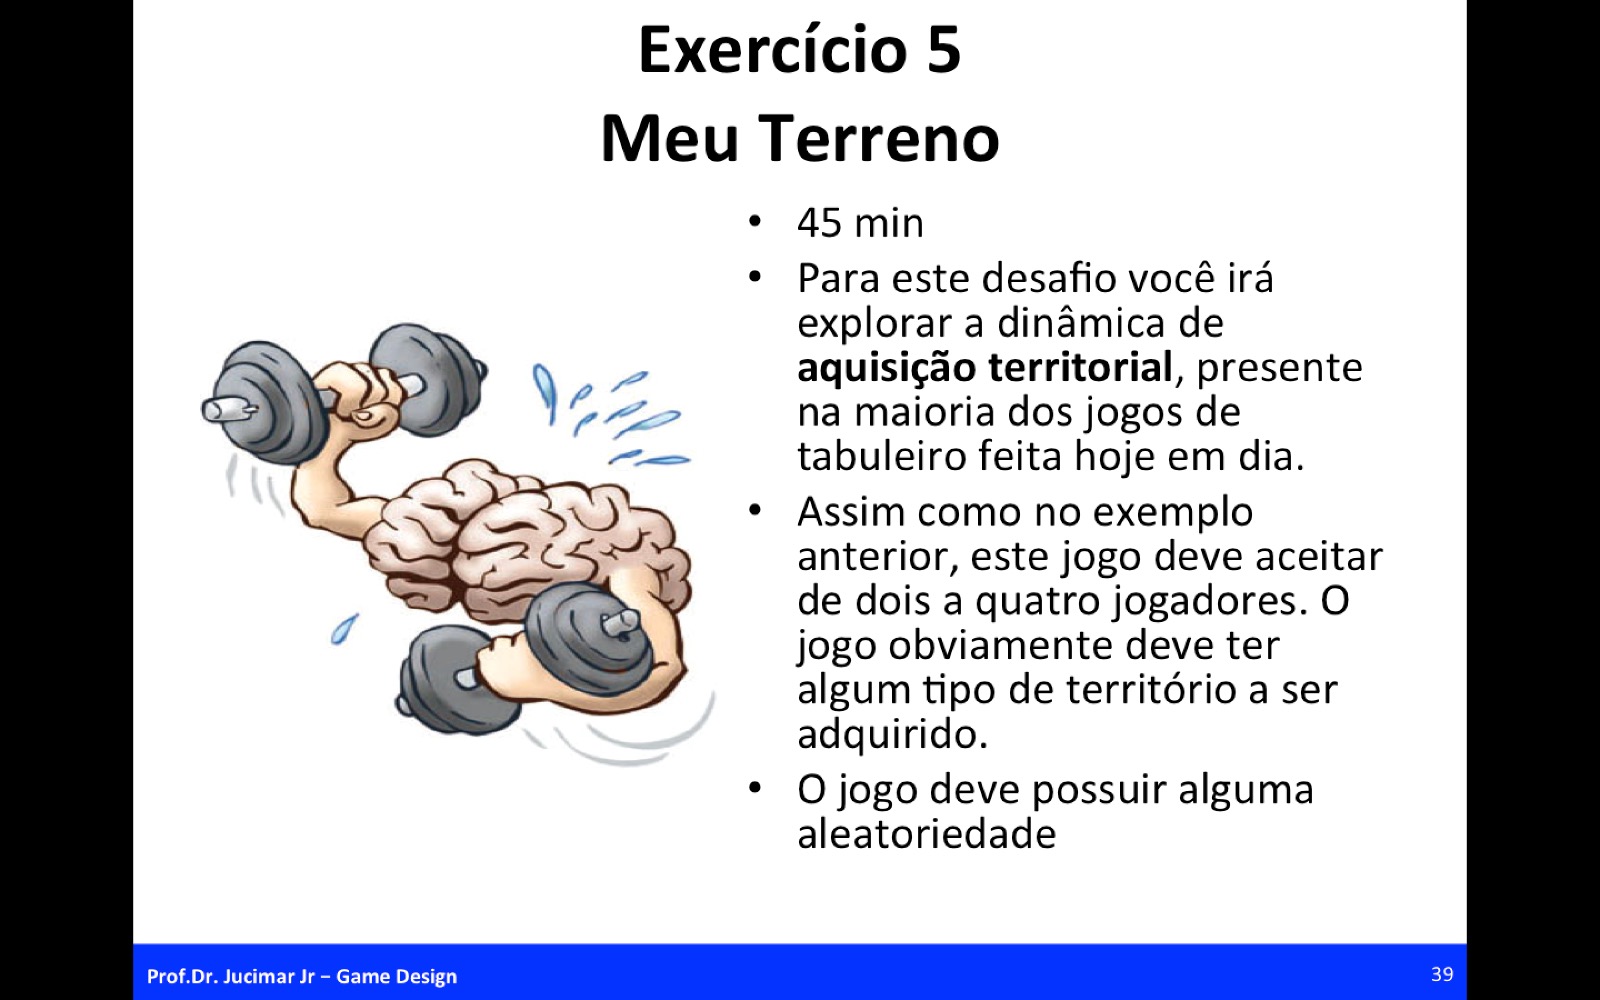 Exercício 5
Meu Terreno
• 45 min
• Para este desafio você irá
explorar a dinâmica de
aquisição territorial, presente
na maioria dos jogos de
tabuleiro feita hoje em dia.
• Assim como no exemplo
anterior, este jogo deve aceitar
de dois a quatro jogadores. O
jogo obviamente deve ter
algum tipo de território a ser
adquirido.
• O jogo deve possuir alguma
aleatoriedade
Prof.Dr. Jucimar Jr – Game Design
39